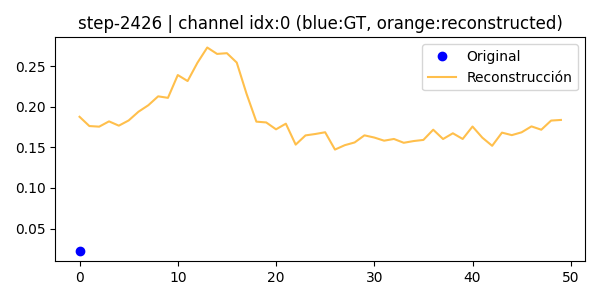 step-2426 | channel idx:0 (blue:GT, orange:reconstructed)
Original
Reconstrucción
0.25
0.20
0.15
0.10
0.05
0 10 20 30 40 50